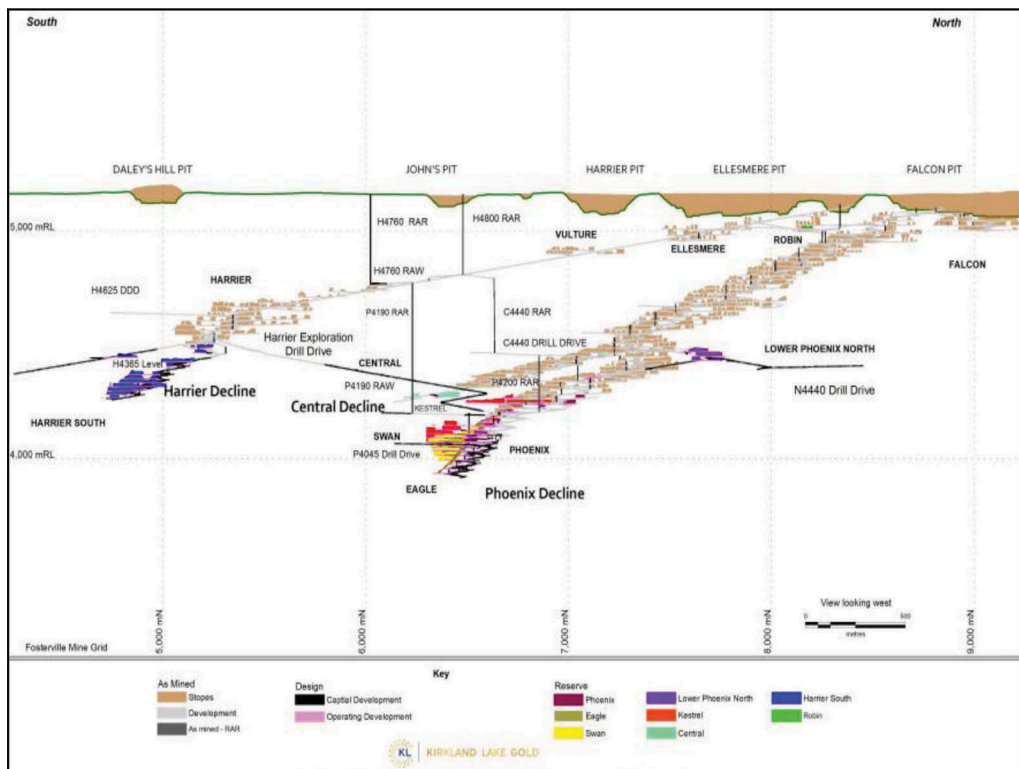 South
North
DALEY'S HILL PIT
JOHN'S PIT
HARRIER PIT
ELLESMERE PIT
FALCON PIT
5,000 mRL
H4760 RAR
H4800 RAR
VULTURE
ELLESMERE
ROBIN
FALCON
H4760 RAW
HARRIER
H4625 DDD
P4190 RAR
C4440 RAR
Harrier Exploration
Drill Drive
C4440 DRILL DRIVE
LOWER PHOENIX NORTH
H4365 Level
CENTRAL
Harrier Decline
P4190 RAW
P4200 RAR
N4440 Drill Drive
Central Decline
KESTREL
HARRIER SOUTH
SWAN
PHOENIX
P4045 Drill Drive
4,000 mRL
EAGLE
Phoenix Decline
View looking west
0
500
metres
5,000 mN
6,000 mN
7,000 mN
8,000 mN
9,000 mN
Fosterville Mine Grid
Key
As Mined
Stopes
Development
As mined - RAR
Design
Captial Development
Operating Development
Reserve
Phoenix
Eagle
Swan
Lower Phoenix North
Kestrel
Central
Harrier South
Robin
KL KIRKLAND LAKE GOLD